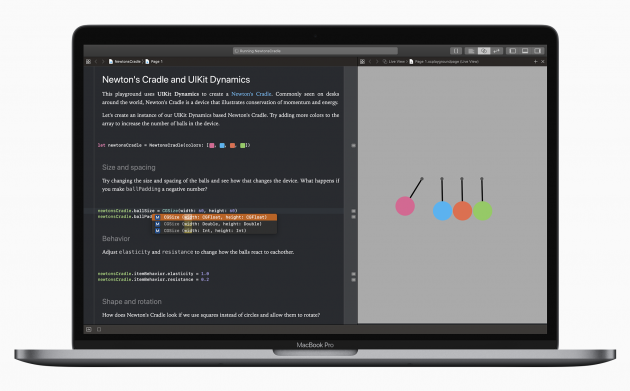 Running NewtonsCradle
NewtonsCradle
Page 1
Live View
Page 1.xcplaygroundpage (Live View)
Newton's Cradle and UIKit Dynamics
This playground uses UIKit Dynamics to create a Newton's Cradle. Commonly seen on desks
around the world, Newton's Cradle is a device that illustrates conservation of momentum and energy.
Let's create an instance of our UIKit Dynamics based Newton's Cradle. Try adding more colors to the
array to increase the number of balls in the device.
let newtonsCradle = NewtonsCradle(colors: [ , , , ])
Size and spacing
Try changing the size and spacing of the balls and see how that changes the device. What happens if
you make ballPadding a negative number?
newtonsCradle.ballSize = CGSize(width: 60, height: 60)
newtonsCradle.ballPad
M CGSize (width: CGFloat, height: CGFloat)
M CGSize (width: Double, height: Double)
M CGSize (width: Int, height: Int)
Behavior
Adjust elasticity and resistance to change how the balls react to eachother.
newtonsCradle.itemBehavior.elasticity = 1.0
newtonsCradle.itemBehavior.resistance = 0.2
Shape and rotation
How does Newton's Cradle look if we use squares instead of circles and allow them to rotate?
MacBook Pro